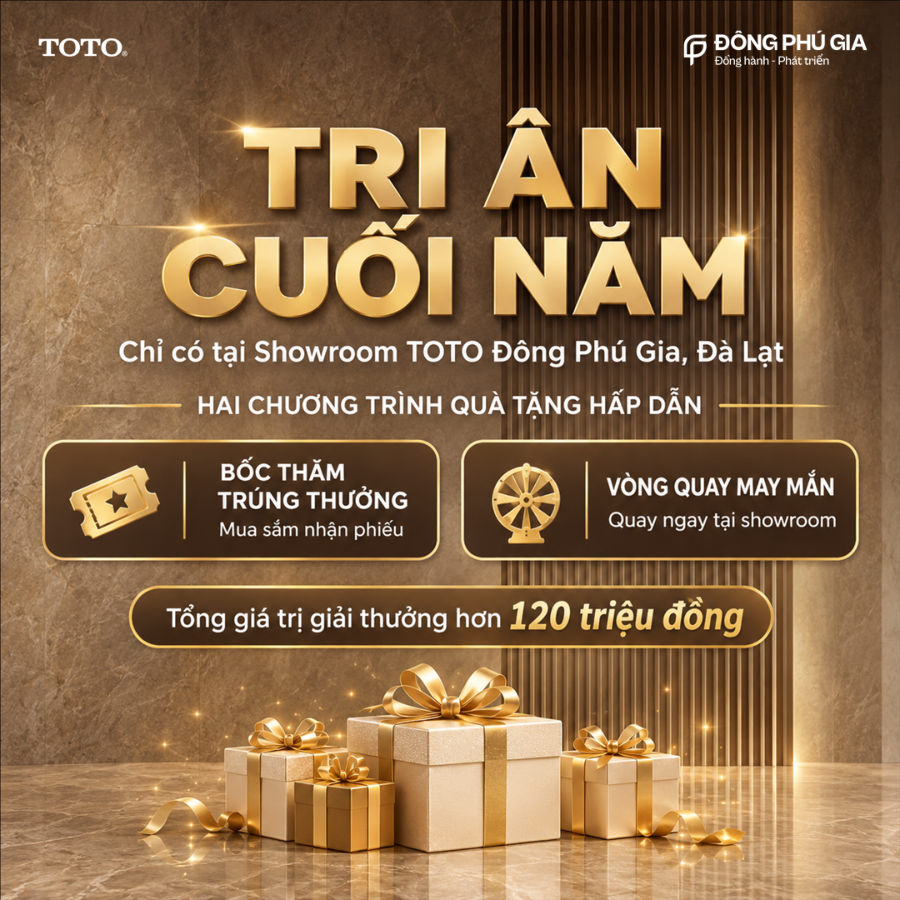 TOTO®
ĐÔNG PHÚ GIA
Đồng hành - Phát triển
TRI ÂN
CUỐI NĂM
Chỉ có tại Showroom TOTO Đông Phú Gia, Đà Lạt
HAI CHƯƠNG TRÌNH QUÀ TẶNG HẤP DẪN
BỐC THĂM
TRÚNG THƯỞNG
Mua sắm nhận phiếu
VÒNG QUAY MAY MẮN
Quay ngay tại showroom
Tổng giá trị giải thưởng hơn 120 triệu đồng